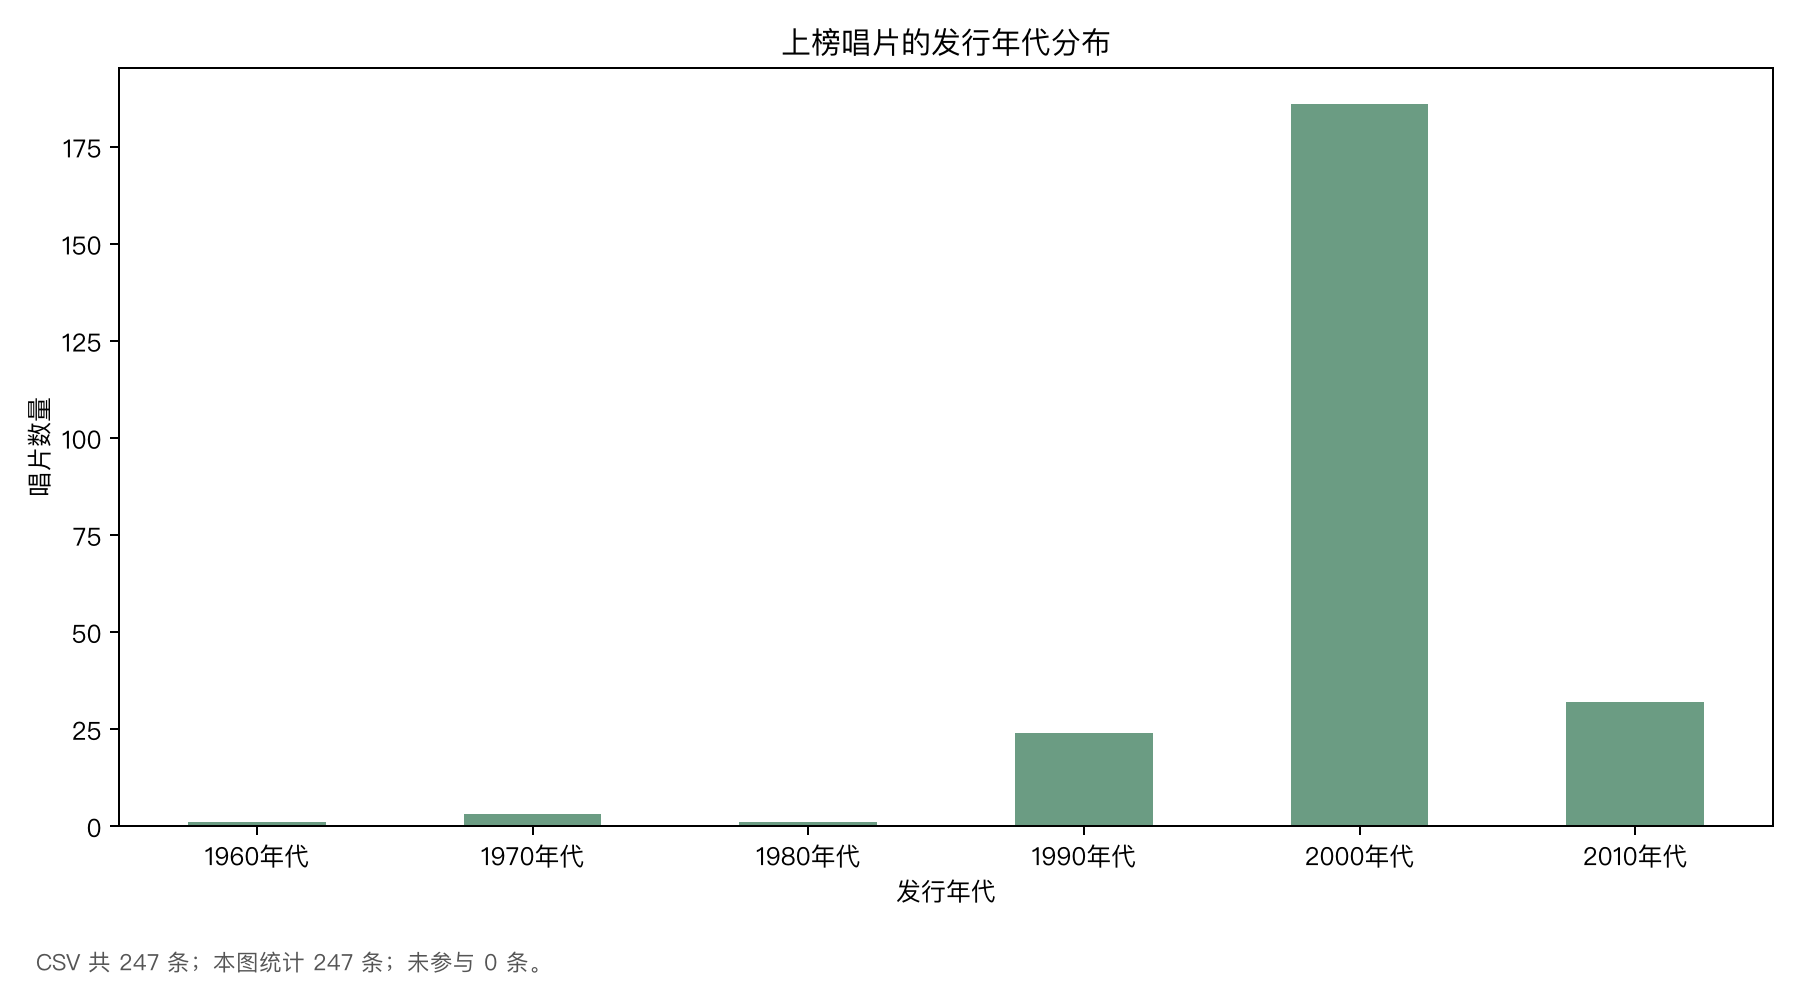 上榜唱片的发行年代分布
唱片数量
175
150
125
100
75
50
25
0
1960年代
1970年代
1980年代
1990年代
2000年代
2010年代
发行年代
CSV 共 247 条；本图统计 247 条；未参与 0 条。